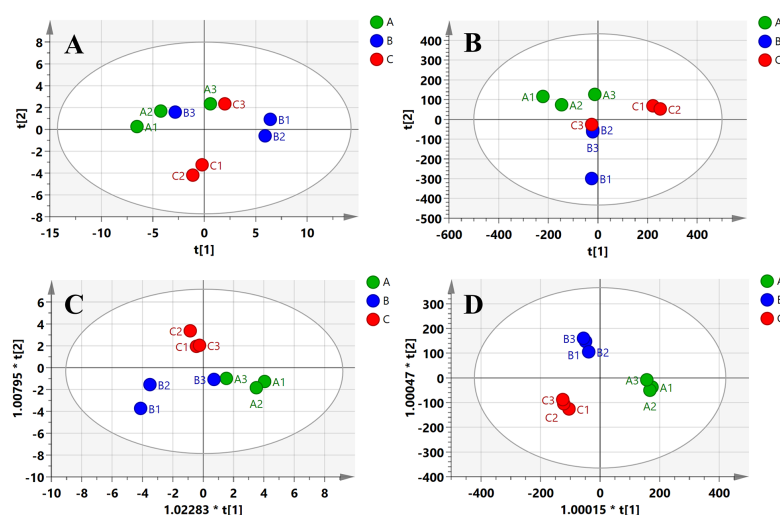 A
8
6
4
2
0
-2
-4
-6
-8
t[2]
-15
-10
-5
0
5
10
t[1]
A1
A2
A3
B1
B2
B3
C1
C2
C3
A
B
C
B
400
300
200
100
0
-100
-200
-300
-400
-500
t[2]
-600
-400
-200
0
200
400
t[1]
A1
A2
A3
B1
B2
B3
C1
C2
C3
A
B
C
6
4
2
0
-2
-4
-6
-8
-10
1.00795 * t[2]
-10
-8
-6
-4
-2
0
2
4
6
8
1.02283 * t[1]
A1
A2
A3
B1
B2
B3
C1
C2
C3
A
B
C
D
300
200
100
0
-100
-200
-300
-400
1.00047 * t[2]
-400
-200
0
200
400
1.00015 * t[1]
A1
A2
A3
B1
B2
B3
C1
C2
C3
A
B